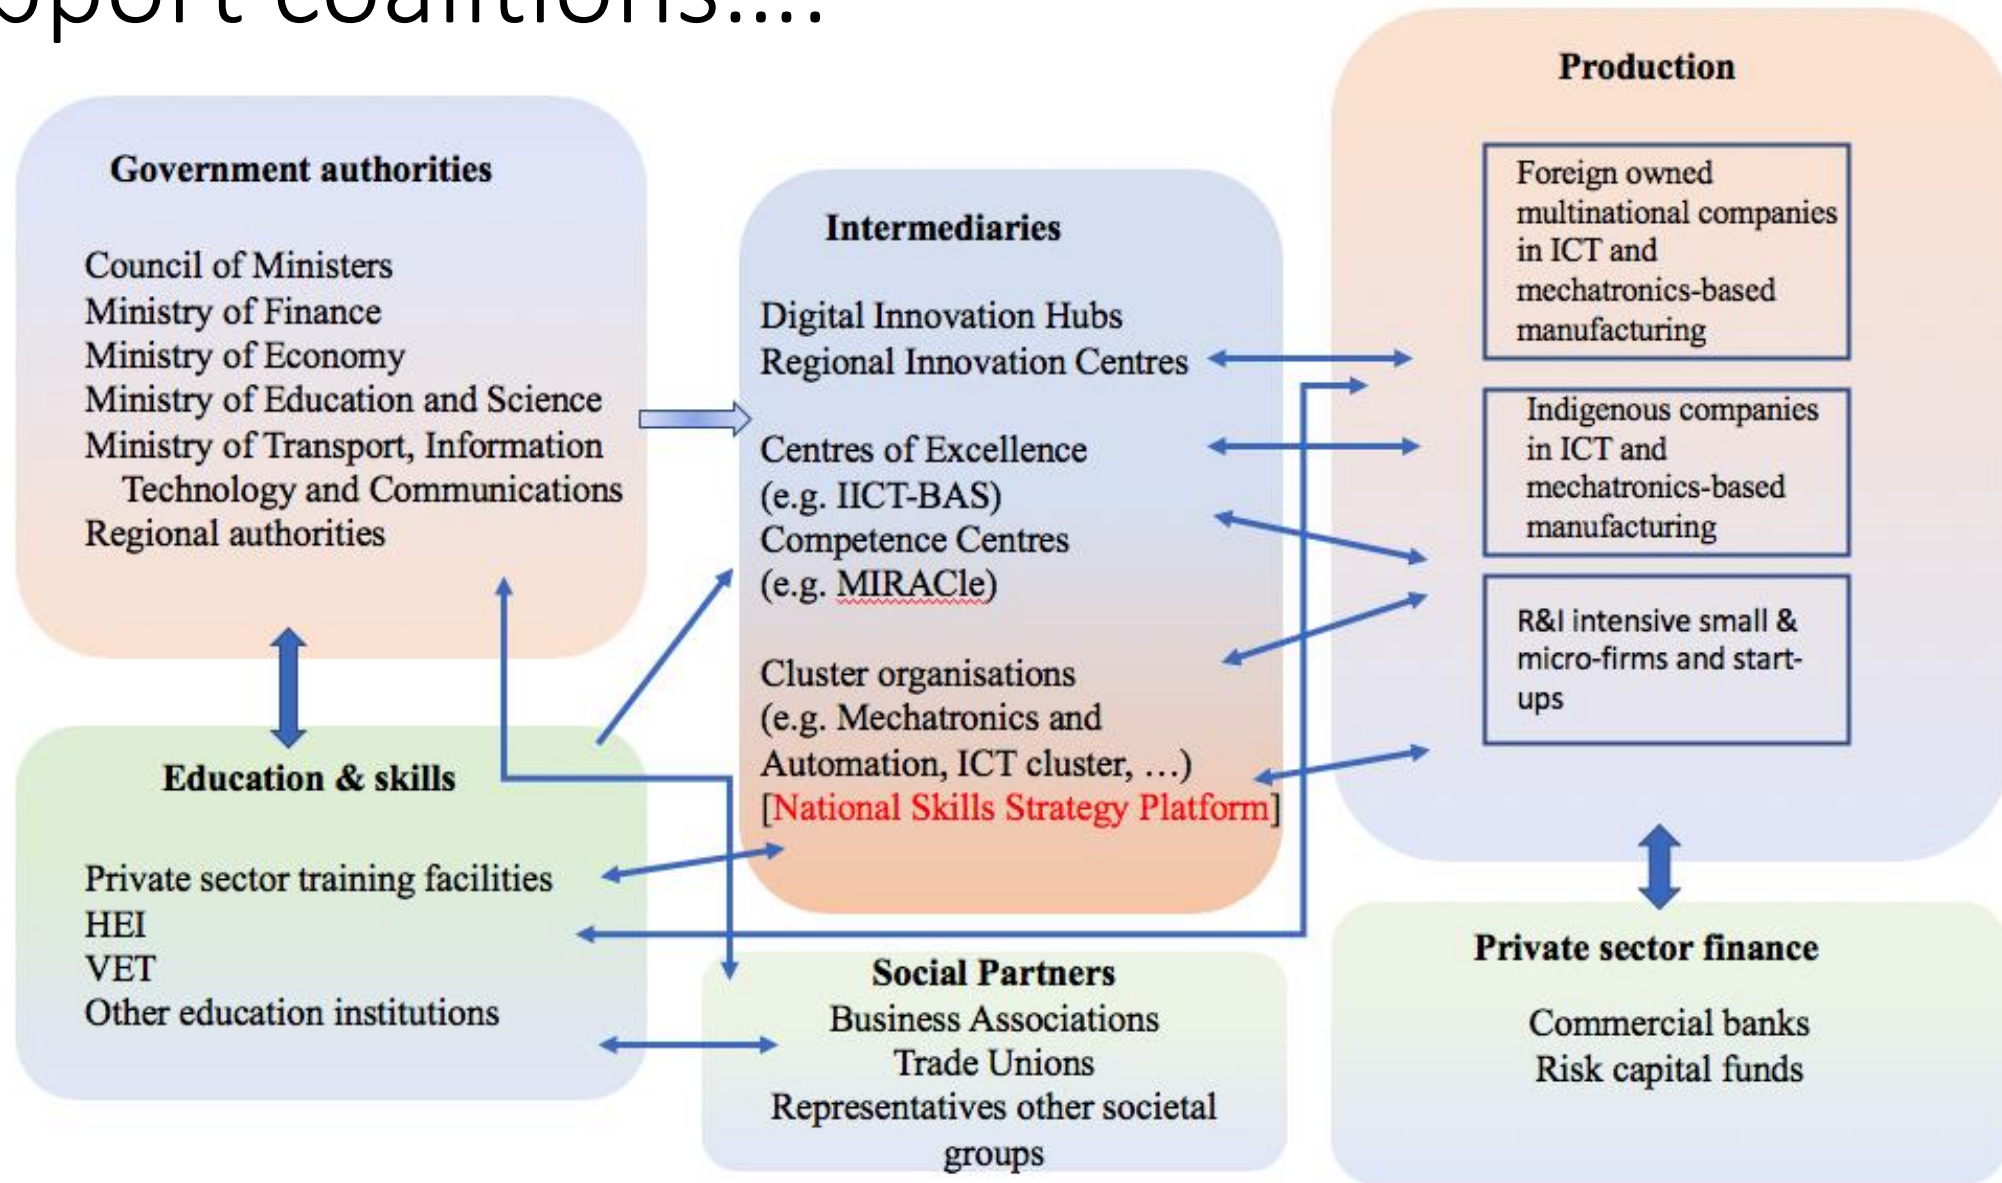 pport coalitions....
Government authorities
Council of Ministers
Ministry of Finance
Ministry of Economy
Ministry of Education and Science
Ministry of Transport, Information
Technology and Communications
Regional authorities
Education & skills
Private sector training facilities
HEI
VET
Other education institutions
Intermediaries
Digital Innovation Hubs
Regional Innovation Centres
Centres of Excellence
(e.g. IICT-BAS)
Competence Centres
(e.g. MIRACle)
Cluster organisations
(e.g. Mechatronics and
Automation, ICT cluster, …)
[National Skills Strategy Platform]
Social Partners
Business Associations
Trade Unions
Representatives other societal
groups
Production
Foreign owned
multinational companies
in ICT and
mechatronics-based
manufacturing
Indigenous companies
in ICT and
mechatronics-based
manufacturing
R&I intensive small &
micro-firms and start-
ups
Private sector finance
Commercial banks
Risk capital funds